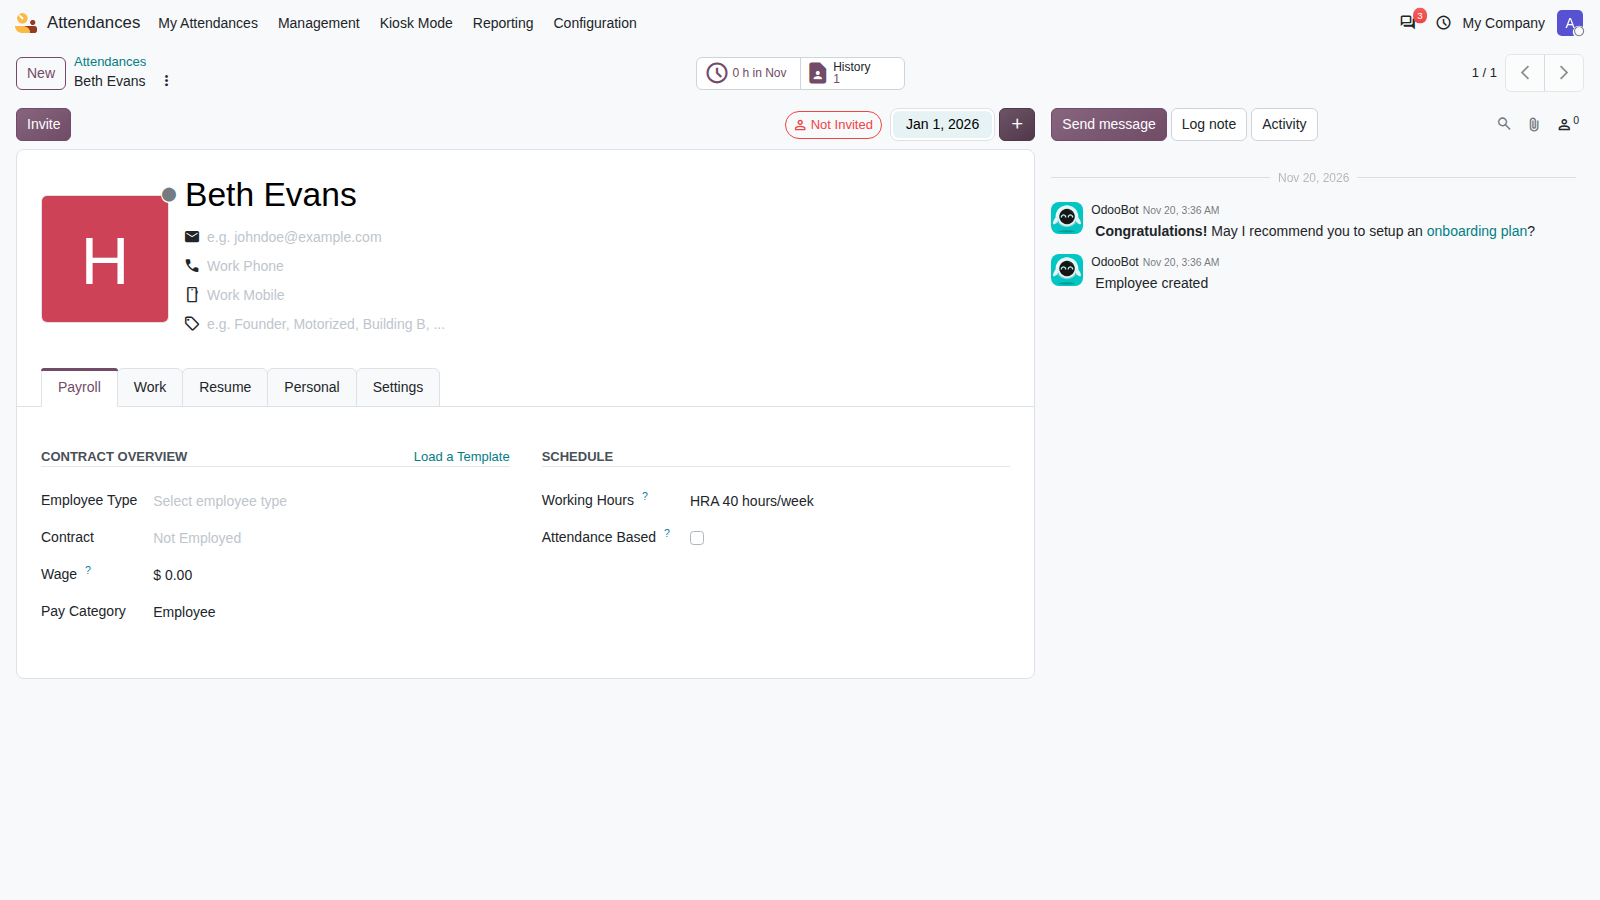 Attendances My Attendances Management Kiosk Mode Reporting Configuration 3 My Company A
New Attendances
Beth Evans
0 h in Nov
History
1
1 / 1
Invite
Not Invited Jan 1, 2026 +
Send message Log note Activity 0
Beth Evans
H
e.g. johndoe@example.com
Work Phone
Work Mobile
e.g. Founder, Motorized, Building B, ...
Payroll Work Resume Personal Settings
CONTRACT OVERVIEW Load a Template
Employee Type Select employee type
Contract Not Employed
Wage ? $ 0.00
Pay Category Employee
SCHEDULE
Working Hours ? HRA 40 hours/week
Attendance Based ?
Nov 20, 2026
OdooBot Nov 20, 3:36 AM
Congratulations! May I recommend you to setup an onboarding plan?
OdooBot Nov 20, 3:36 AM
Employee created